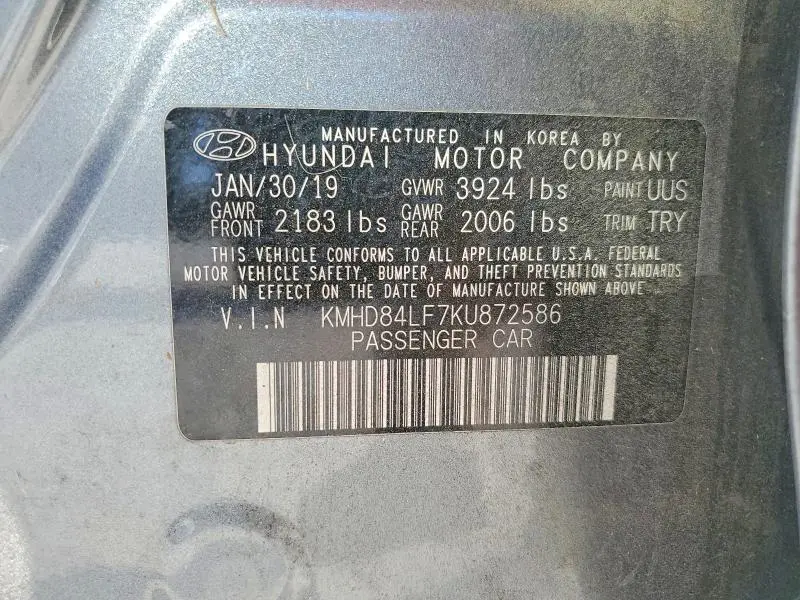 MANUFACTURED IN KOREA BY
HYUNDAI MOTOR COMPANY
JAN/30/19 GVWR 3924 lbs PAINT UUS
GAWR FRONT 2183 lbs GAWR REAR 2006 lbs TRIM TRY
THIS VEHICLE CONFORMS TO ALL APPLICABLE U.S.A. FEDERAL
MOTOR VEHICLE SAFETY, BUMPER, AND THEFT PREVENTION STANDARDS
IN EFFECT ON THE DATE OF MANUFACTURE SHOWN ABOVE.
V.I.N KMHD84LF7KU872586
PASSENGER CAR